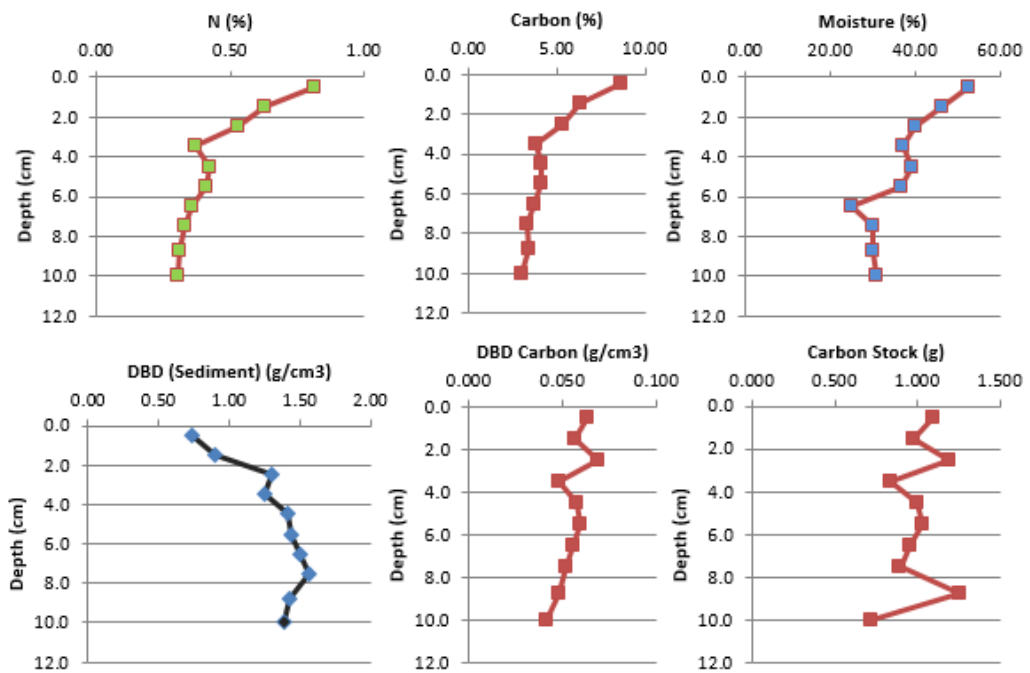 N (%)
0.00 0.50 1.00
0.0
2.0
4.0
6.0
8.0
10.0
12.0
Depth (cm)
Carbon (%)
0.00 5.00 10.00
0.0
2.0
4.0
6.0
8.0
10.0
12.0
Depth (cm)
Moisture (%)
0.00 20.00 40.00 60.00
0.0
2.0
4.0
6.0
8.0
10.0
12.0
Depth (cm)
DBD (Sediment) (g/cm3)
0.00 0.50 1.00 1.50 2.00
0.0
2.0
4.0
6.0
8.0
10.0
12.0
Depth (cm)
DBD Carbon (g/cm3)
0.000 0.050 0.100
0.0
2.0
4.0
6.0
8.0
10.0
12.0
Depth (cm)
Carbon Stock (g)
0.000 0.500 1.000 1.500
0.0
2.0
4.0
6.0
8.0
10.0
12.0
Depth (cm)